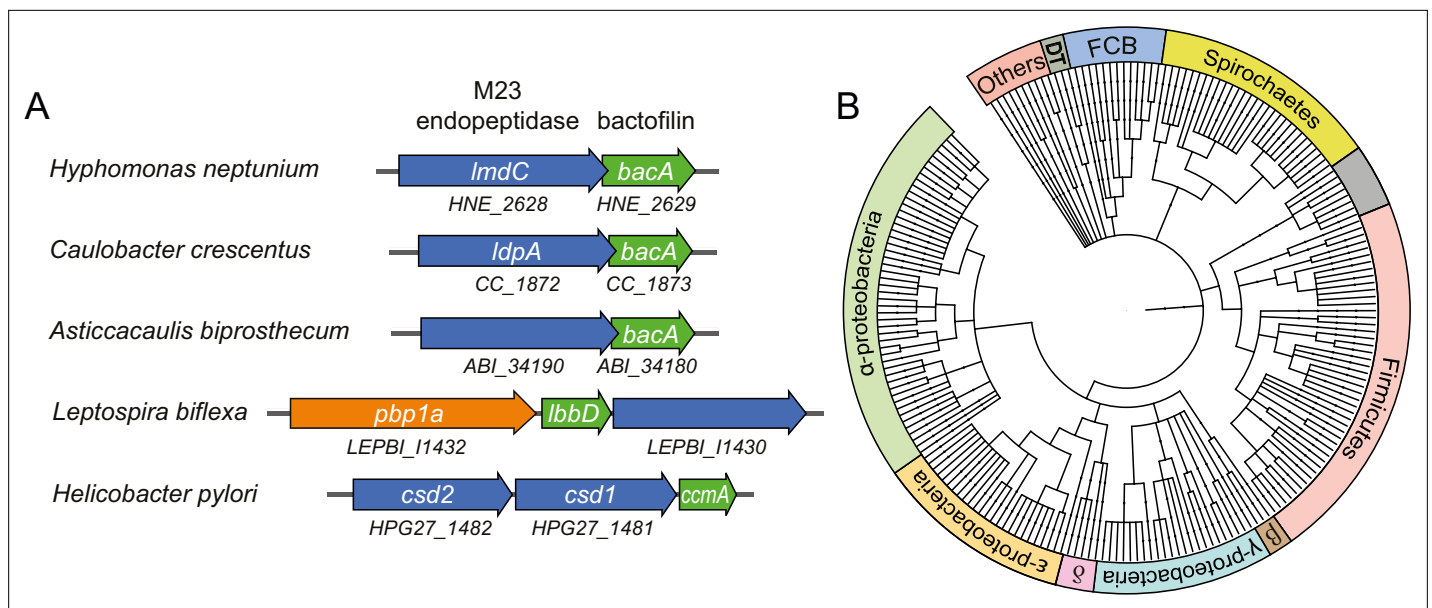 A
M23
endopeptidase
bactofilin
Hyphomonas neptunium
lmdC
bacA
HNE_2628
HNE_2629
Caulobacter crescentus
ldpA
bacA
CC_1872
CC_1873
Asticcacaulis biprosthecum
bacA
ABI_34190
ABI_34180
Leptospira biflexa
pbp1a
lbbD
LEPBI_I1432
LEPBI_I1430
Helicobacter pylori
csd2
csd1
ccmA
HPG27_1482
HPG27_1481
B
Others
DT
FCB
Spirochaetes
Firmicutes
β
γ-proteobacteria
δ
ε-proteobacteria
α-proteobacteria